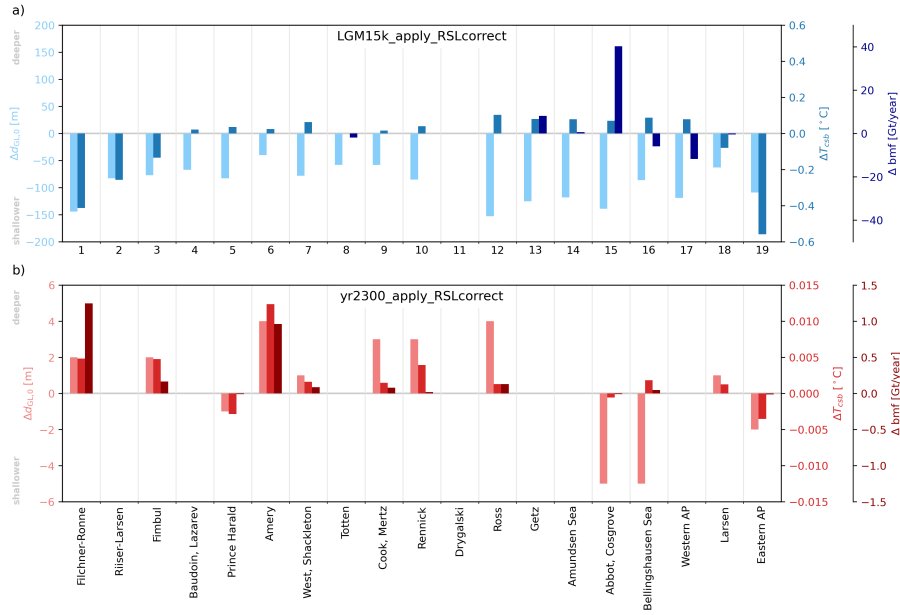 a)
LGM15k_apply_RSLcorrect
200
150
100
50
0
−50
−100
−150
−200
deeper
shallower
Δd_GL,0 [m]
0.6
0.4
0.2
0.0
−0.2
−0.4
−0.6
ΔT_csb [°C]
40
20
0
−20
−40
Δ bmf [Gt/year]
1 2 3 4 5 6 7 8 9 10 11 12 13 14 15 16 17 18 19
b)
yr2300_apply_RSLcorrect
6
4
2
0
−2
−4
−6
deeper
shallower
Δd_GL,0 [m]
0.015
0.010
0.005
0.000
−0.005
−0.010
−0.015
ΔT_csb [°C]
1.5
1.0
0.5
0.0
−0.5
−1.0
−1.5
Δ bmf [Gt/year]
Filchner-Ronne
Riiser-Larsen
Fimbul
Baudoin, Lazarev
Prince Harald
Amery
West, Shackleton
Totten
Cook, Mertz
Rennick
Drygalski
Ross
Getz
Amundsen Sea
Abbot, Cosgrove
Bellingshausen Sea
Western AP
Larsen
Eastern AP